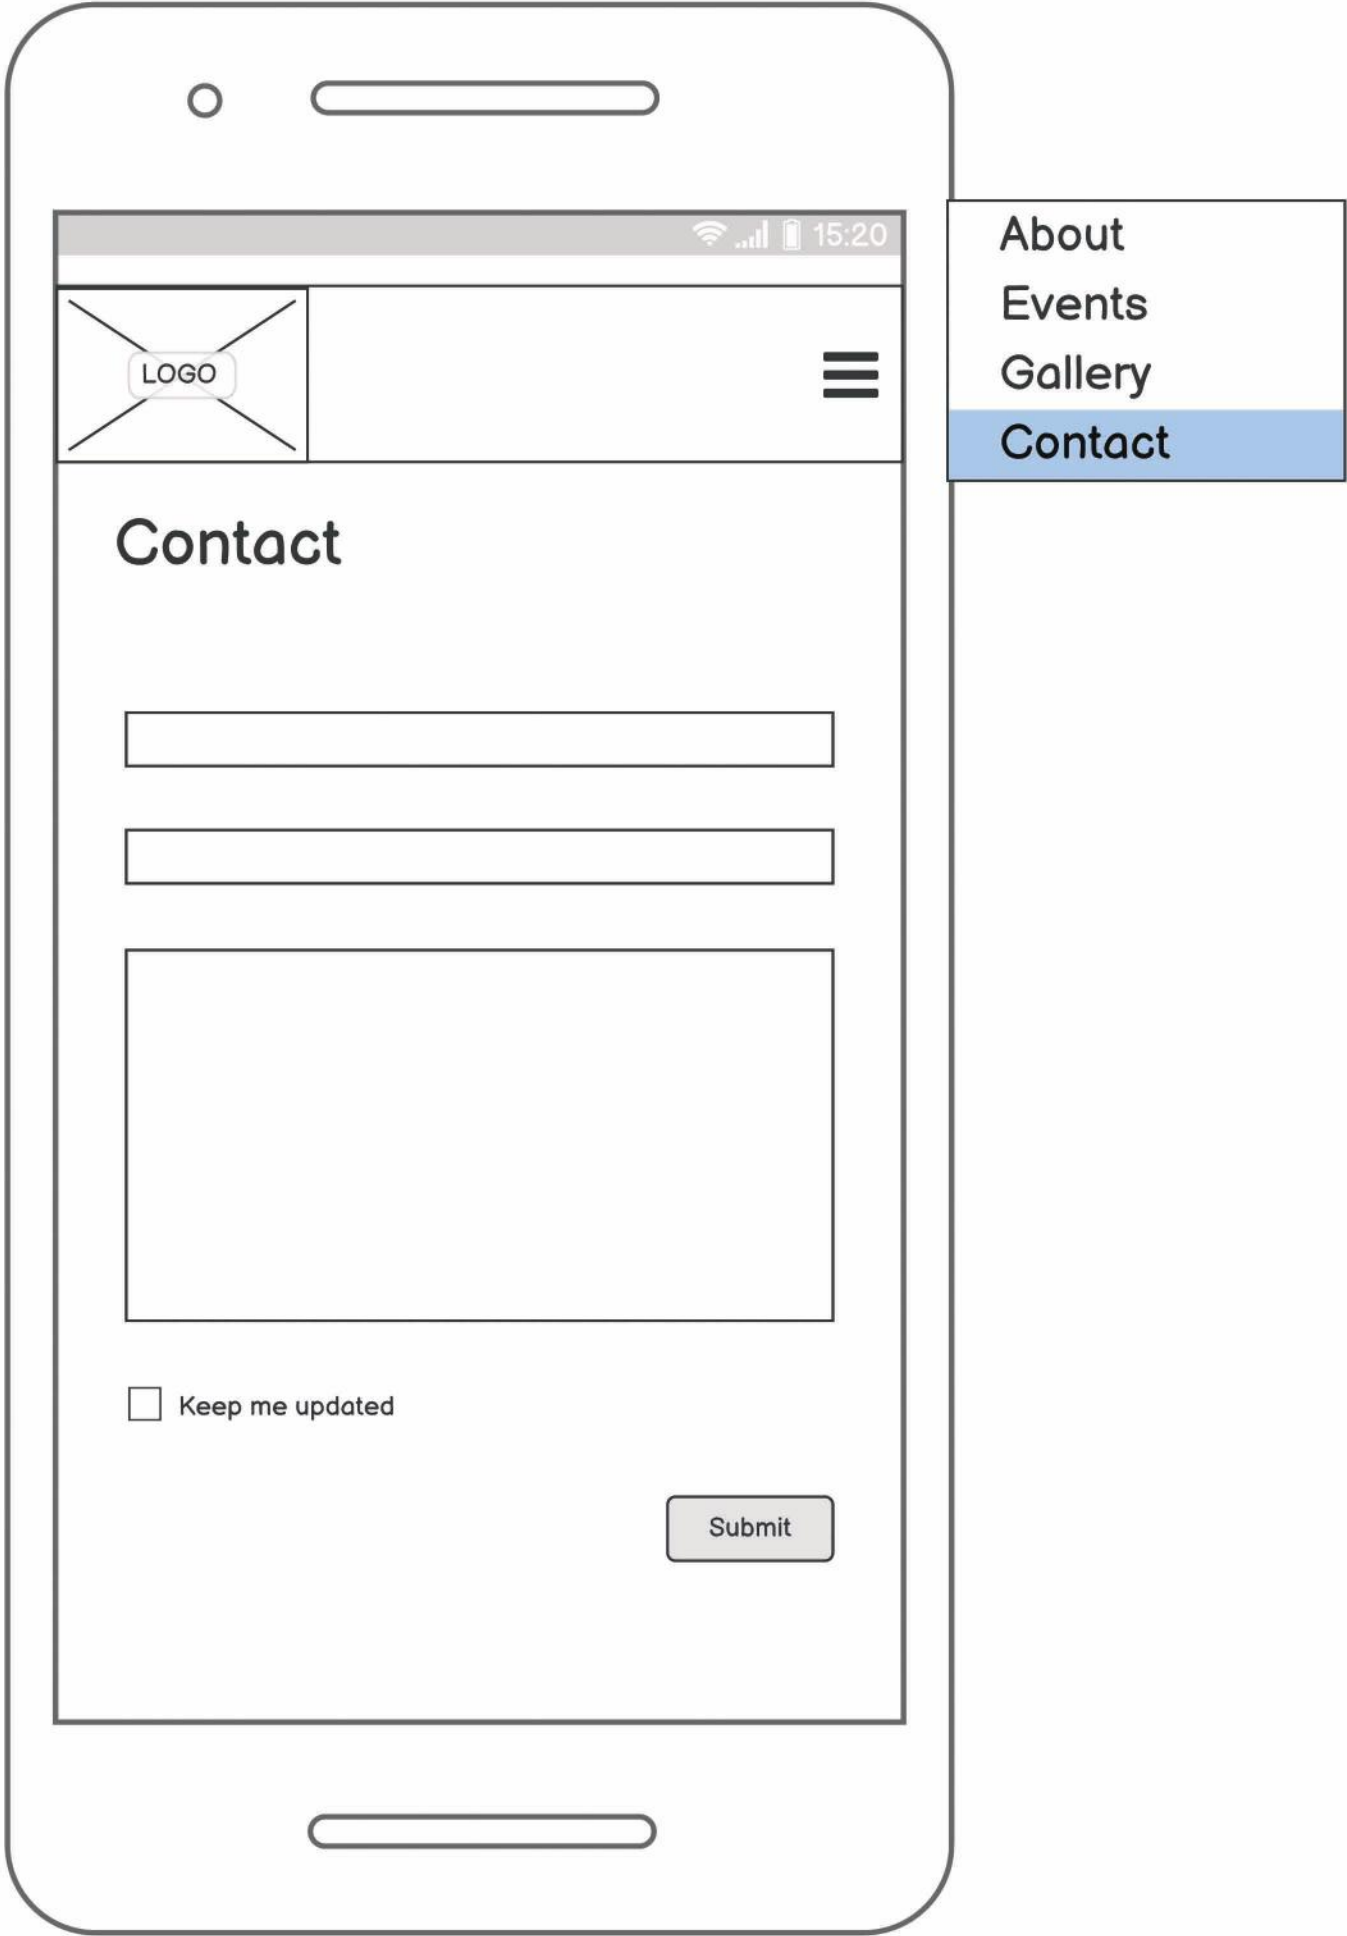 15:20
LOGO
About
Events
Gallery
Contact
Contact
Keep me updated
Submit